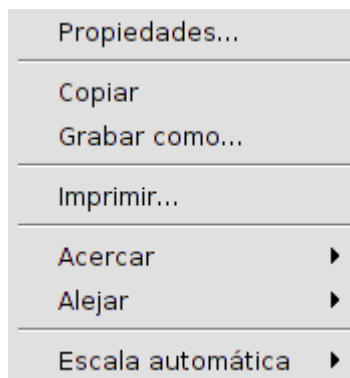 Propiedades...
Copiar
Grabar como...
Imprimir...
Acercar
Alejar
Escala automática